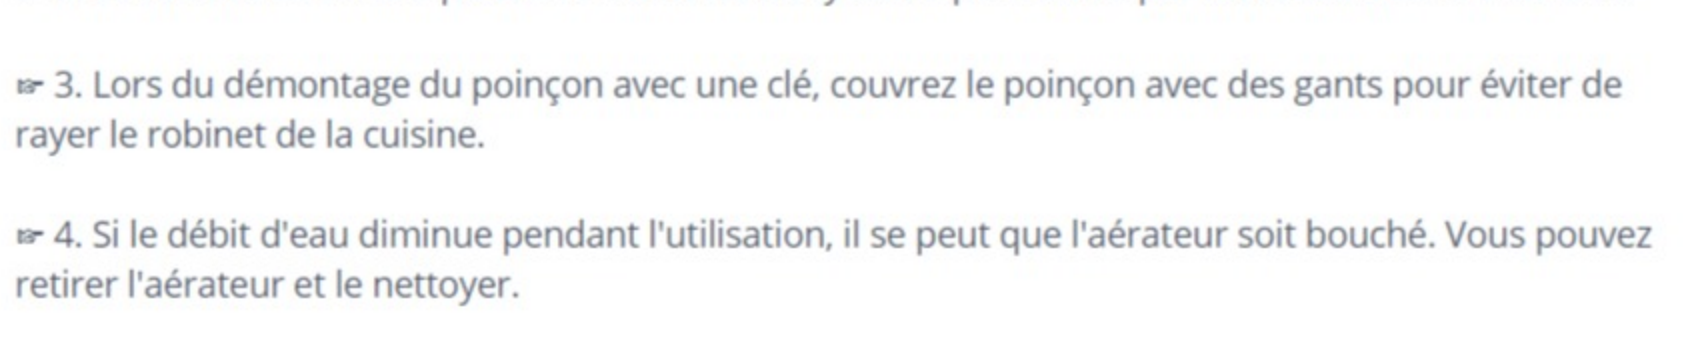 ☞ 3. Lors du démontage du poinçon avec une clé, couvrez le poinçon avec des gants pour éviter de
rayer le robinet de la cuisine.
☞ 4. Si le débit d'eau diminue pendant l'utilisation, il se peut que l'aérateur soit bouché. Vous pouvez
retirer l'aérateur et le nettoyer.